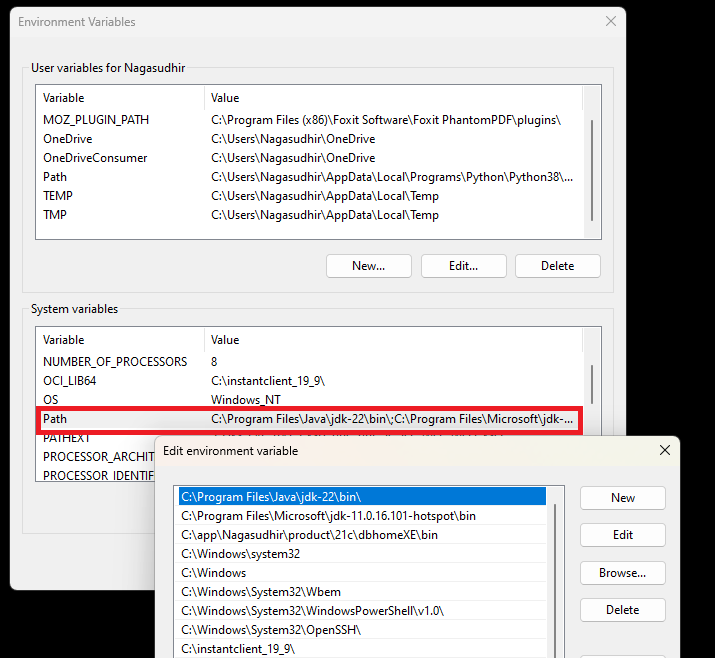 Environment Variables
User variables for Nagasudhir
Variable Value
MOZ_PLUGIN_PATH C:\Program Files (x86)\Foxit Software\Foxit PhantomPDF\plugins\
OneDrive C:\Users\Nagasudhir\OneDrive
OneDriveConsumer C:\Users\Nagasudhir\OneDrive
Path C:\Users\Nagasudhir\AppData\Local\Programs\Python\Python38\...
TEMP C:\Users\Nagasudhir\AppData\Local\Temp
TMP C:\Users\Nagasudhir\AppData\Local\Temp
New... Edit... Delete
System variables
Variable Value
NUMBER_OF_PROCESSORS 8
OCI_LIB64 C:\instantclient_19_9\
OS Windows_NT
Path C:\Program Files\Java\jdk-22\bin\;C:\Program Files\Microsoft\jdk-...
PATHEXT
PROCESSOR_ARCHIT
PROCESSOR_IDENTIF
Edit environment variable
C:\Program Files\Java\jdk-22\bin\
C:\Program Files\Microsoft\jdk-11.0.16.101-hotspot\bin
C:\app\Nagasudhir\product\21c\dbhomeXE\bin
C:\Windows\system32
C:\Windows
C:\Windows\System32\Wbem
C:\Windows\System32\WindowsPowerShell\v1.0\
C:\Windows\System32\OpenSSH\
C:\instantclient_19_9\
New
Edit
Browse...
Delete